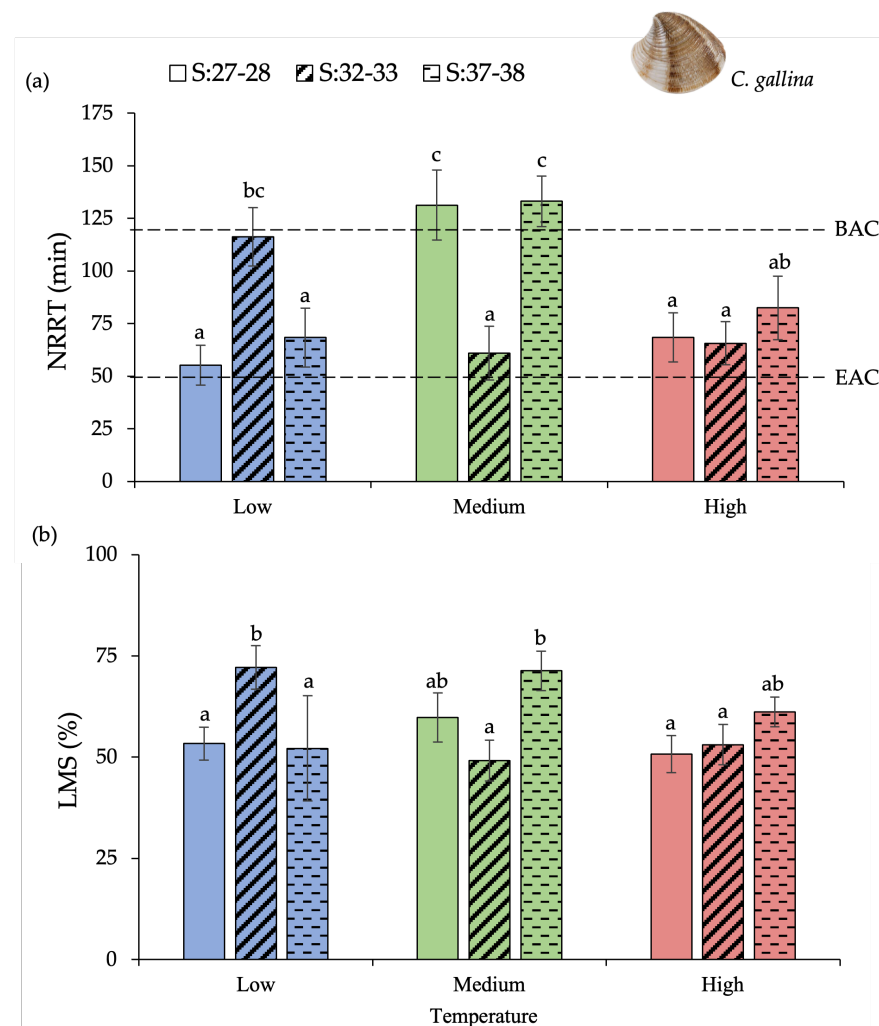 (a)
S:27-28 S:32-33 S:37-38
C. gallina
NRRT (min)
175
150
125
100
75
50
25
0
a bc a c a c a a ab
BAC
EAC
Low Medium High
(b)
LMS (%)
100
75
50
25
0
a b a ab a b a a ab
Low Medium High
Temperature